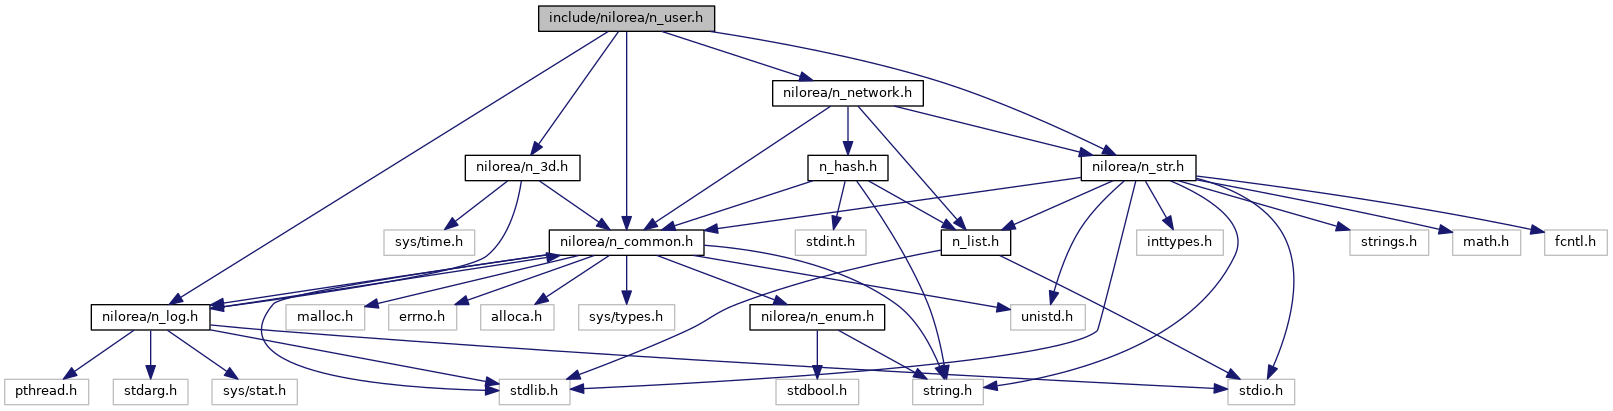 include/nilorea/n_user.h
nilorea/n_network.h
nilorea/n_3d.h
n_hash.h
nilorea/n_str.h
sys/time.h
nilorea/n_common.h
stdint.h
n_list.h
inttypes.h
strings.h
math.h
fcntl.h
nilorea/n_log.h
malloc.h
errno.h
alloca.h
sys/types.h
nilorea/n_enum.h
unistd.h
pthread.h
stdarg.h
sys/stat.h
stdlib.h
stdbool.h
string.h
stdio.h